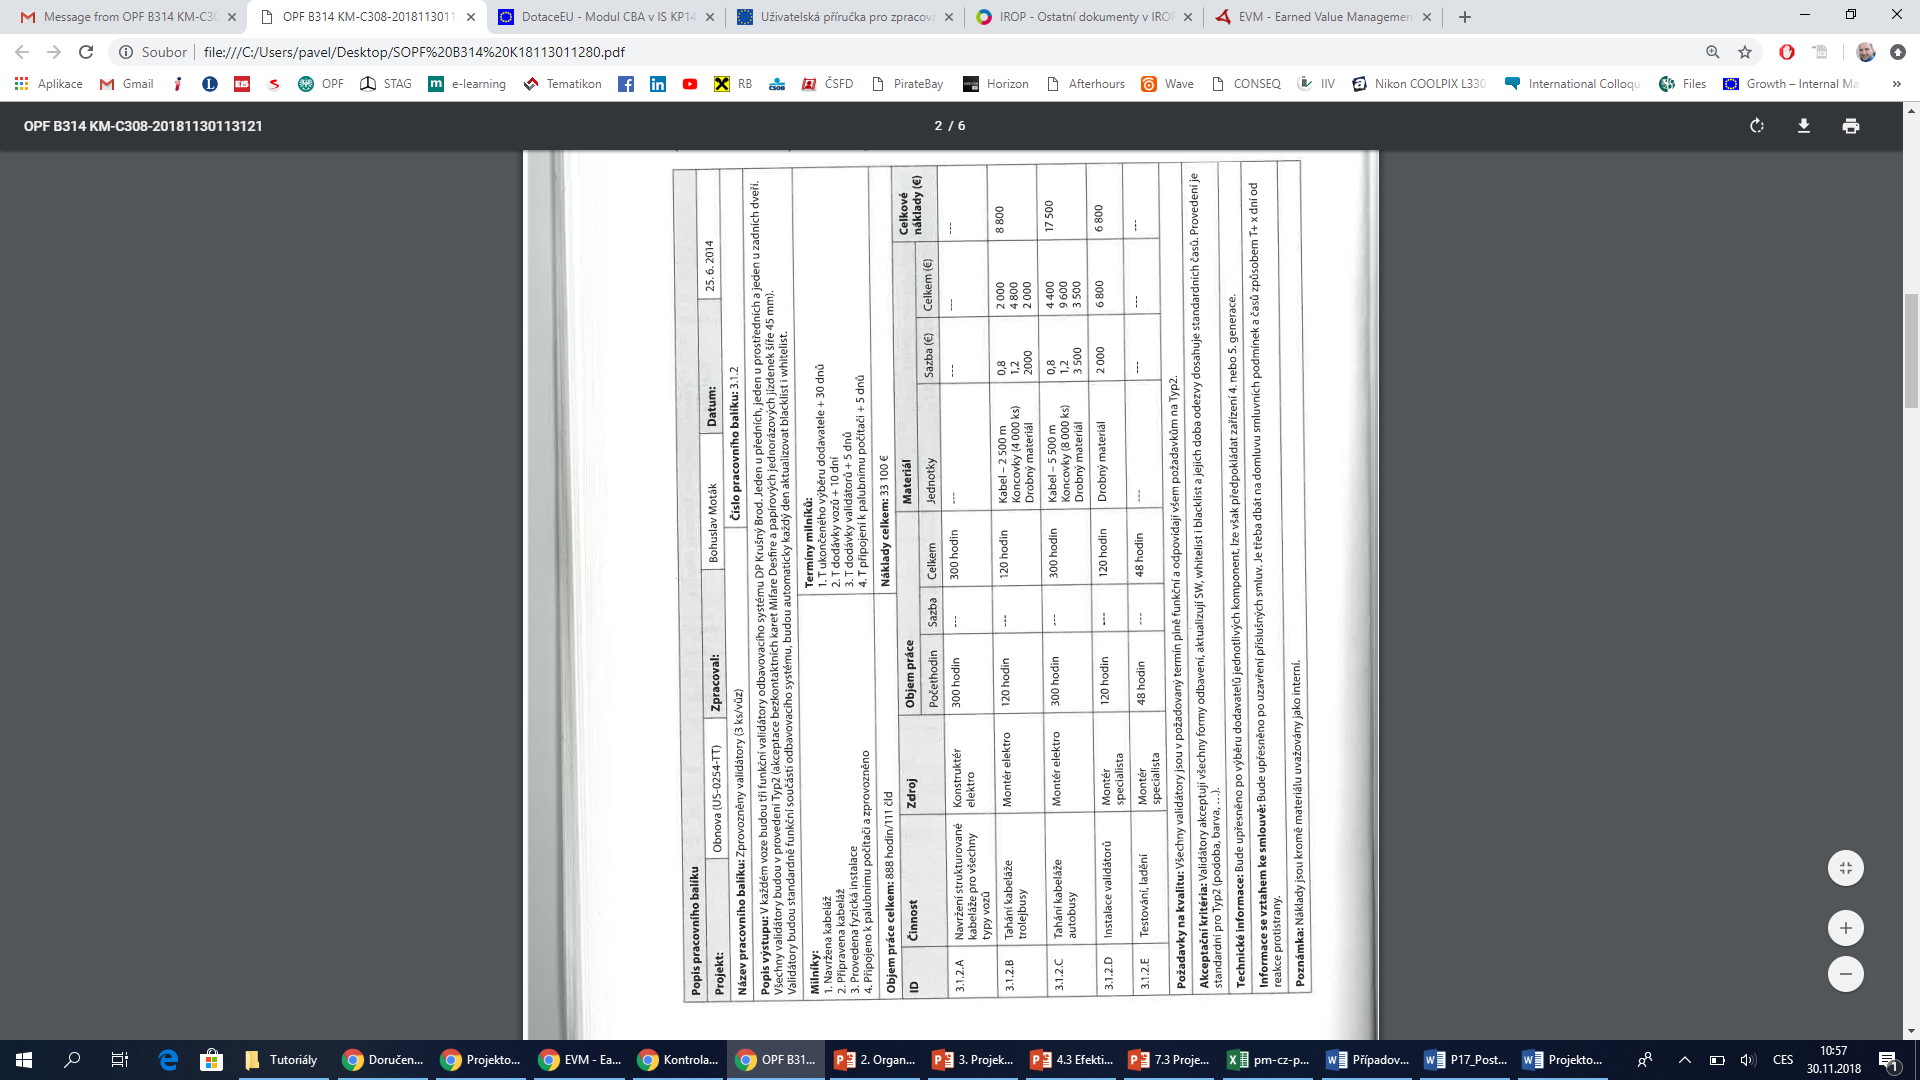 Message from OPF B314 KM-C30
OPF B314 KM-C308-2018113011
DotaceEU - Modul CBA v IS KP14
Uživatelská příručka pro zpracova
IROP - Ostatní dokumenty v IROP
EVM - Earned Value Managemen
Soubor
file:///C:/Users/pavel/Desktop/SOPF%20B314%20K18113011280.pdf
Aplikace
Gmail
EIS
OPF
STAG
e-learning
Tematikon
RB
ČSFD
PirateBay
Horizon
Afterhours
Wave
CONSEQ
IIV
Nikon COOLPIX L330
International Colloqu
Files
Growth – Internal Ma
OPF B314 KM-C308-20181130113121
2 / 6
Popis pracovního balíku
Projekt: Obnova (US-0254-TT) Zpracoval: Bohuslav Moták Datum: 25. 6. 2014
Název pracovního balíku: Zprovozněny validátory (3 ks/vůz) Číslo pracovního balíku: 3.1.2
Popis výstupu: V každém voze budou tři funkční validátory odbavovacího systému DP Krušný Brod. Jeden u předních, jeden u prostředních a jeden u zadních dveří.
Všechny validátory budou v provedení Typ2 (akceptace bezkontaktních karet Mifare Desfire a papírových jednorázových jízdenek šíře 45 mm).
Validátory budou standardně funkční součástí odbavovacího systému, budou automaticky každý den aktualizovat blacklist i whitelist.
Milníky:
1. Navržena kabeláž
2. Připravena kabeláž
3. Provedena fyzická instalace
4. Připojeno k palubnímu počítači a zprovozněno
Termíny milníků:
1. T ukončeného výběru dodavatele + 30 dnů
2. T dodávky vozů + 10 dní
3. T dodávky validátorů + 5 dnů
4. T připojení k palubnímu počítači + 5 dnů
Objem práce celkem: 888 hodin/111 čld Náklady celkem: 33 100 €
ID Činnost Zdroj Objem práce Materiál Celkové náklady (€)
Počethodin Sazba Celkem Jednotky Sazba (€) Celkem (€)
3.1.2.A Navržení strukturované kabeláže pro všechny typy vozů Konstruktér elektro 300 hodin --- 300 hodin --- --- --- ---
3.1.2.B Tahání kabeláže trolejbusy Montér elektro 120 hodin --- 120 hodin Kabel – 2 500 m 0,8 2 000 8 800
Koncovky (4 000 ks) 1,2 4 800
Drobný materiál 2000 2 000
3.1.2.C Tahání kabeláže autobusy Montér elektro 300 hodin --- 300 hodin Kabel – 5 500 m 0,8 4 400 17 500
Koncovky (8 000 ks) 1,2 9 600
Drobný materiál 3 500 3 500
3.1.2.D Instalace validátorů Montér specialista 120 hodin --- 120 hodin Drobný materiál 2 000 6 800 6 800
3.1.2.E Testování, ladění Montér specialista 48 hodin --- 48 hodin --- --- --- ---
Požadavky na kvalitu: Všechny validátory jsou v požadovaný termín plně funkční a odpovídají všem požadavkům na Typ2.
Akceptační kritéria: Validátory akceptují všechny formy odbavení, aktualizují SW, whitelist i blacklist a jejich doba odezvy dosahuje standardních časů. Provedení je
standardní pro Typ2 (podoba, barva, …).
Technické informace: Bude upřesněno po výběru dodavatelů jednotlivých komponent, lze však předpokládat zařízení 4. nebo 5. generace.
Informace se vztahem ke smlouvě: Bude upřesněno po uzavření příslušných smluv. Je třeba dbát na domluvu smluvních podmínek a časů způsobem T+ x dní od
reakce protistrany.
Poznámka: Náklady jsou kromě materiálu uvažovány jako interní.
Tutoriály
Doručen...
Projekto...
EVM - Ea...
Kontrola...
OPF B31...
2. Organ...
3. Projek...
4.3 Efekti...
7.3 Proje...
pm-cz-p...
Případov...
P17_Post...
Projekto...
CES
10:57
30.11.2018
1